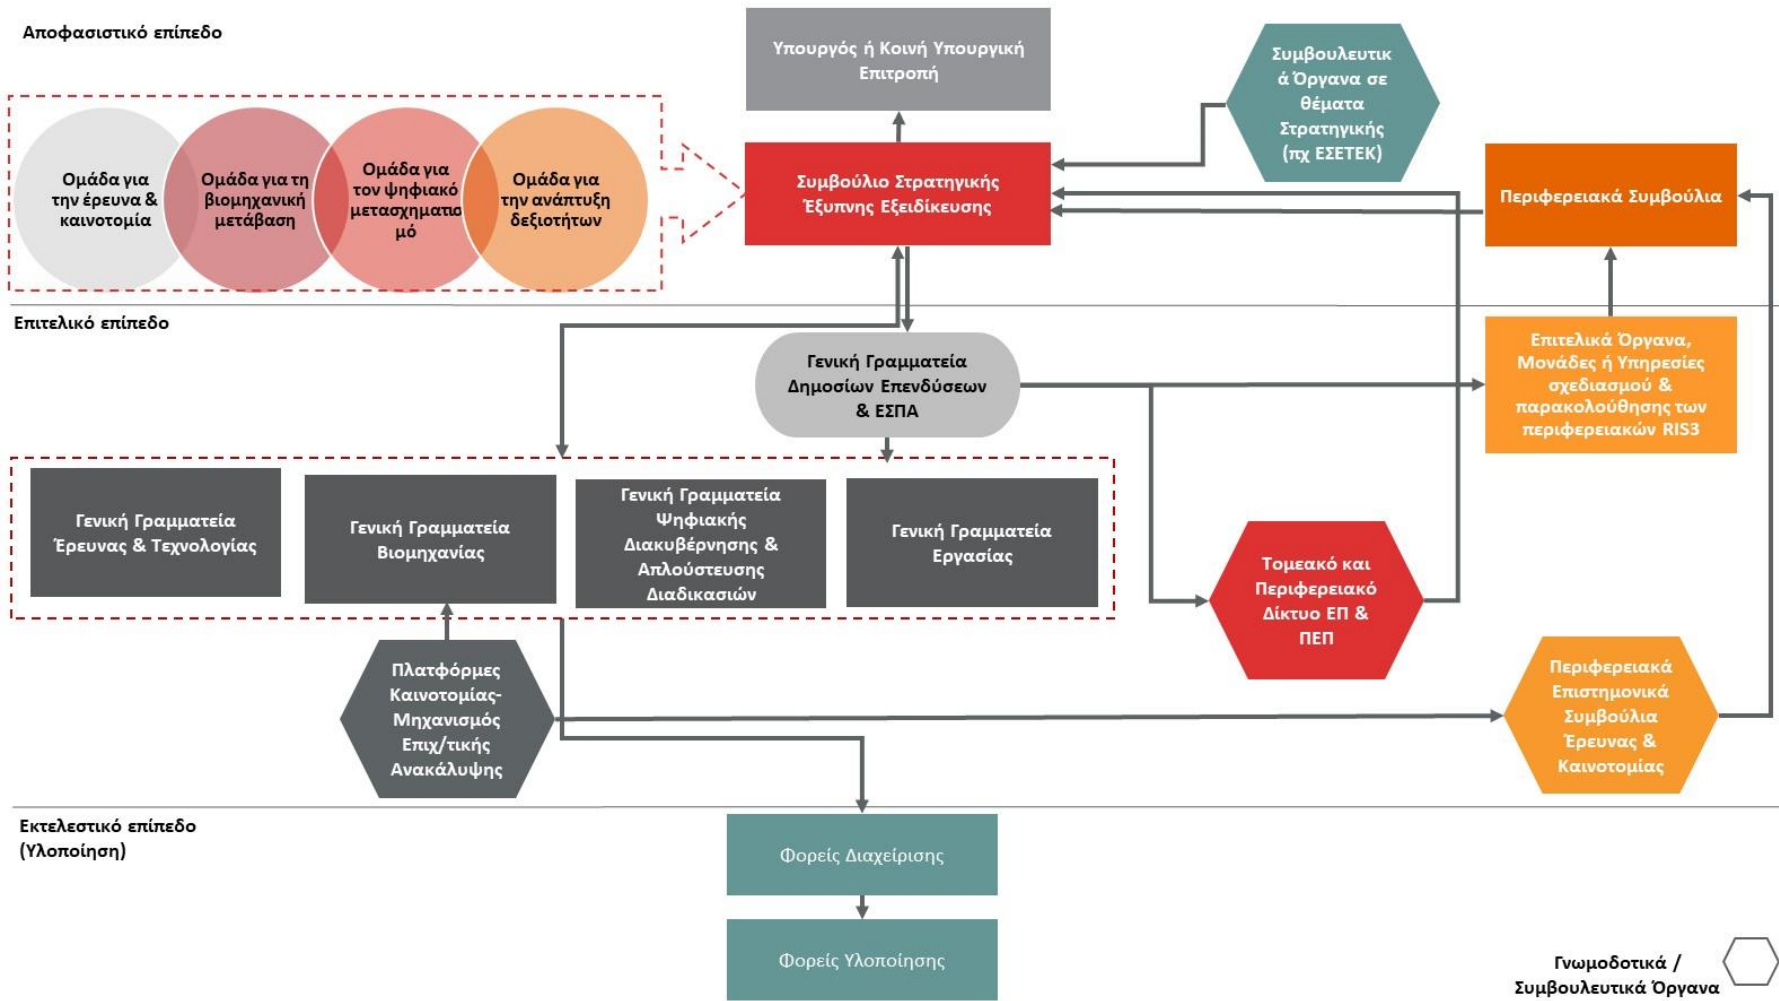 Αποφασιστικό επίπεδο
Υπουργός ή Κοινή Υπουργική
Επιτροπή
Συμβουλευτικ
ά Όργανα σε
θέματα
Στρατηγικής
(πχ ΕΣΕΤΕΚ)
Ομάδα για
την έρευνα &
καινοτομία
Ομάδα για τη
βιομηχανική
μετάβαση
Ομάδα για
τον ψηφιακό
μετασχηματισ
μό
Ομάδα για
την ανάπτυξη
δεξιοτήτων
Συμβούλιο Στρατηγικής
Έξυπνης Εξειδίκευσης
Περιφερειακά Συμβούλια
Επιτελικό επίπεδο
Γενική Γραμματεία
Δημοσίων Επενδύσεων
& ΕΣΠΑ
Επιτελικά Όργανα,
Μονάδες ή Υπηρεσίες
σχεδιασμού &
παρακολούθησης των
περιφερειακών RIS3
Γενική Γραμματεία
Έρευνας & Τεχνολογίας
Γενική Γραμματεία
Βιομηχανίας
Γενική Γραμματεία
Ψηφιακής
Διακυβέρνησης &
Απλούστευσης
Διαδικασιών
Γενική Γραμματεία
Εργασίας
Τομεακό και
Περιφερειακό
Δίκτυο ΕΠ &
ΠΕΠ
Πλατφόρμες
Καινοτομίας-
Μηχανισμός
Επιχ/τικής
Ανακάλυψης
Περιφερειακά
Επιστημονικά
Συμβούλια
Έρευνας &
Καινοτομίας
Εκτελεστικό επίπεδο
(Υλοποίηση)
Φορείς Διαχείρισης
Φορείς Υλοποίησης
Γνωμοδοτικά /
Συμβουλευτικά Όργανα